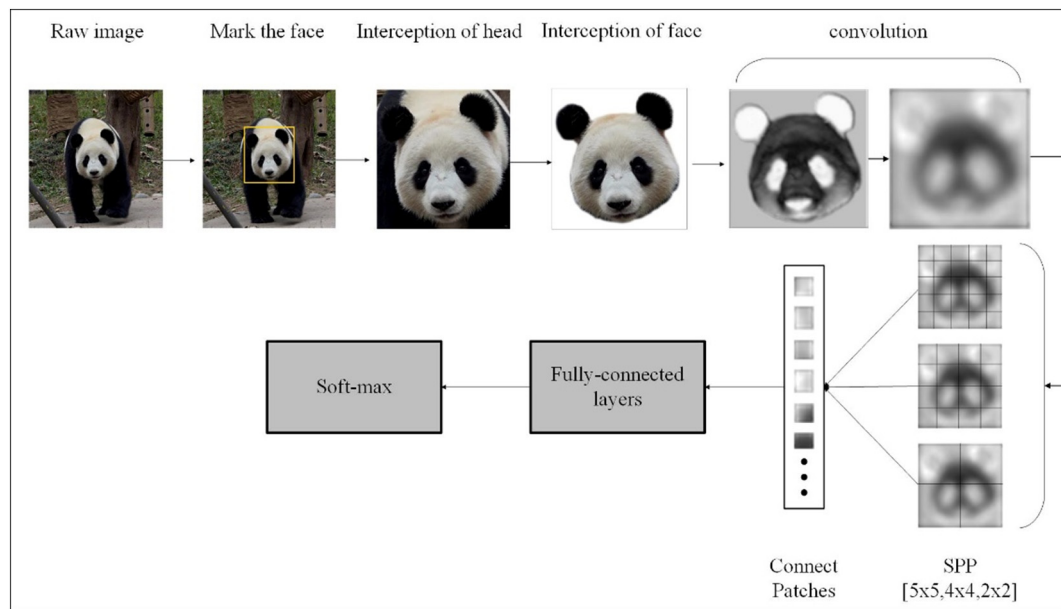 Raw image
Mark the face
Interception of head
Interception of face
convolution
Soft-max
Fully-connected
layers
Connect
Patches
SPP
[5x5,4x4,2x2]